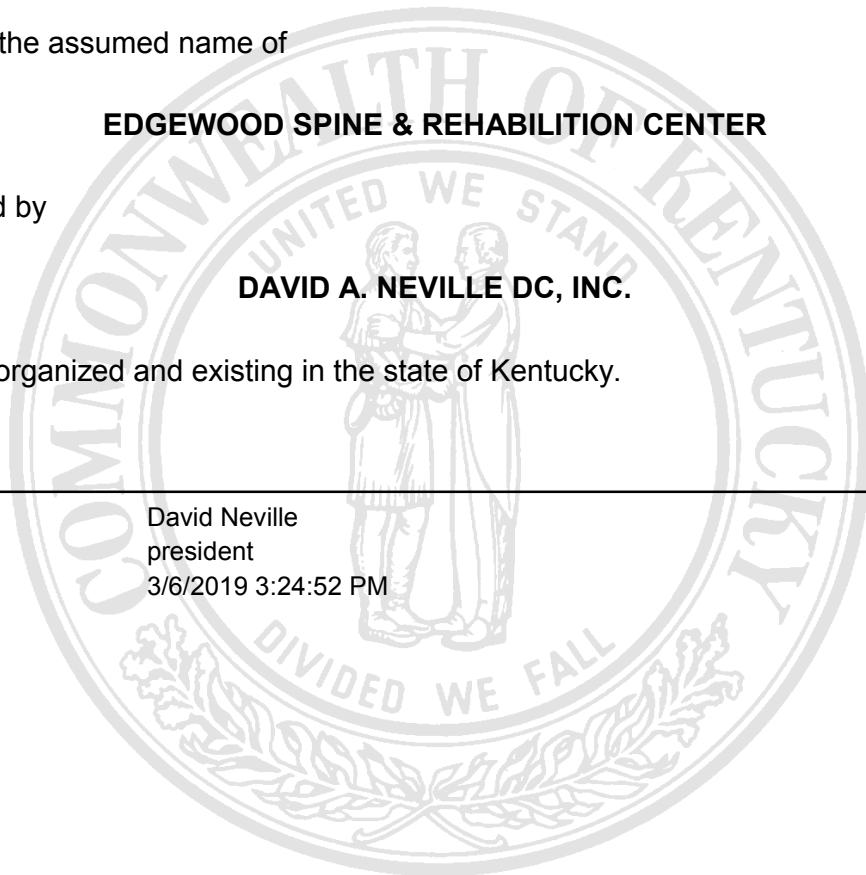 the assumed name of
EDGEWOOD SPINE & REHABILITION CENTER
d by
DAVID A. NEVILLE DC, INC.
organized and existing in the state of Kentucky.
David Neville
president
3/6/2019 3:24:52 PM
COMMONWEALTH OF KENTUCKY
UNITED WE STAND
DIVIDED WE FALL